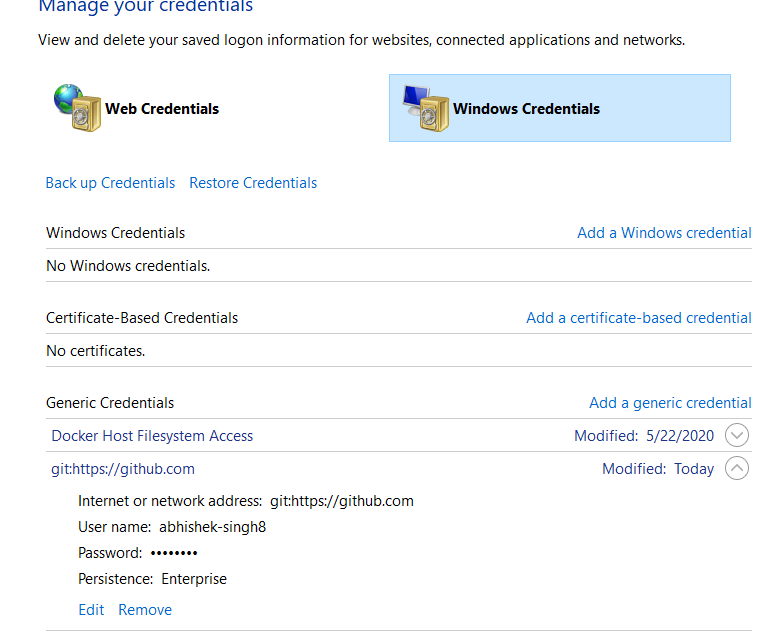 Manage your credentials
View and delete your saved logon information for websites, connected applications and networks.
Web Credentials
Windows Credentials
Back up Credentials Restore Credentials
Windows Credentials Add a Windows credential
No Windows credentials.
Certificate-Based Credentials Add a certificate-based credential
No certificates.
Generic Credentials Add a generic credential
Docker Host Filesystem Access Modified: 5/22/2020
git:https://github.com Modified: Today
Internet or network address: git:https://github.com
User name: abhishek-singh8
Password: ••••••••
Persistence: Enterprise
Edit Remove